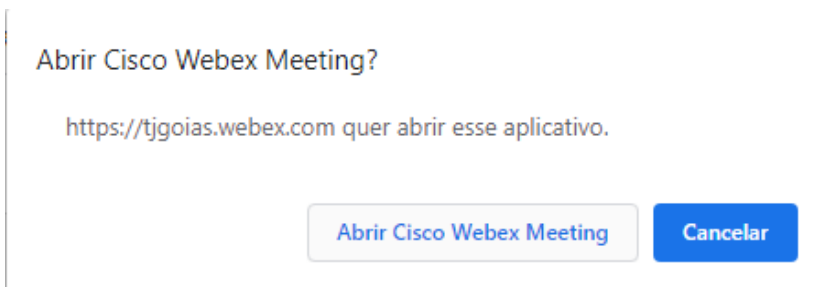 Abrir Cisco Webex Meeting?
https://tjgoias.webex.com quer abrir esse aplicativo.
Abrir Cisco Webex Meeting
Cancelar